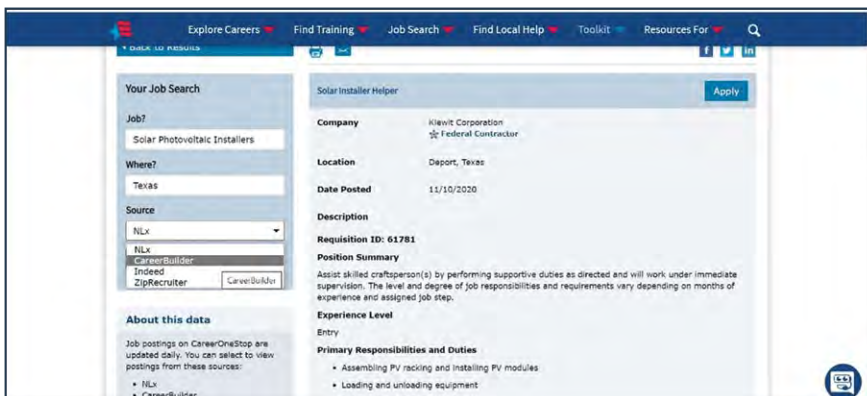 Explore Careers Find Training Job Search Find Local Help Toolkit Resources For
Back to Results
f in
Your Job Search
Job?
Solar Photovoltaic Installers
Where?
Texas
Source
NLx
NLx
CareerBuilder
Indeed
ZipRecruiter
CareerBuilder
About this data
Job postings on CareerOneStop are
updated daily. You can select to view
postings from these sources:
• NLx
• CareerBuilder
Solar Installer Helper
Apply
Company Kiewit Corporation
Federal Contractor
Location Deport, Texas
Date Posted 11/10/2020
Description
Requisition ID: 61781
Position Summary
Assist skilled craftsperson(s) by performing supportive duties as directed and will work under immediate
supervision. The level and degree of job responsibilities and requirements vary depending on months of
experience and assigned job step.
Experience Level
Entry
Primary Responsibilities and Duties
• Assembling PV racking and installing PV modules
• Loading and unloading equipment